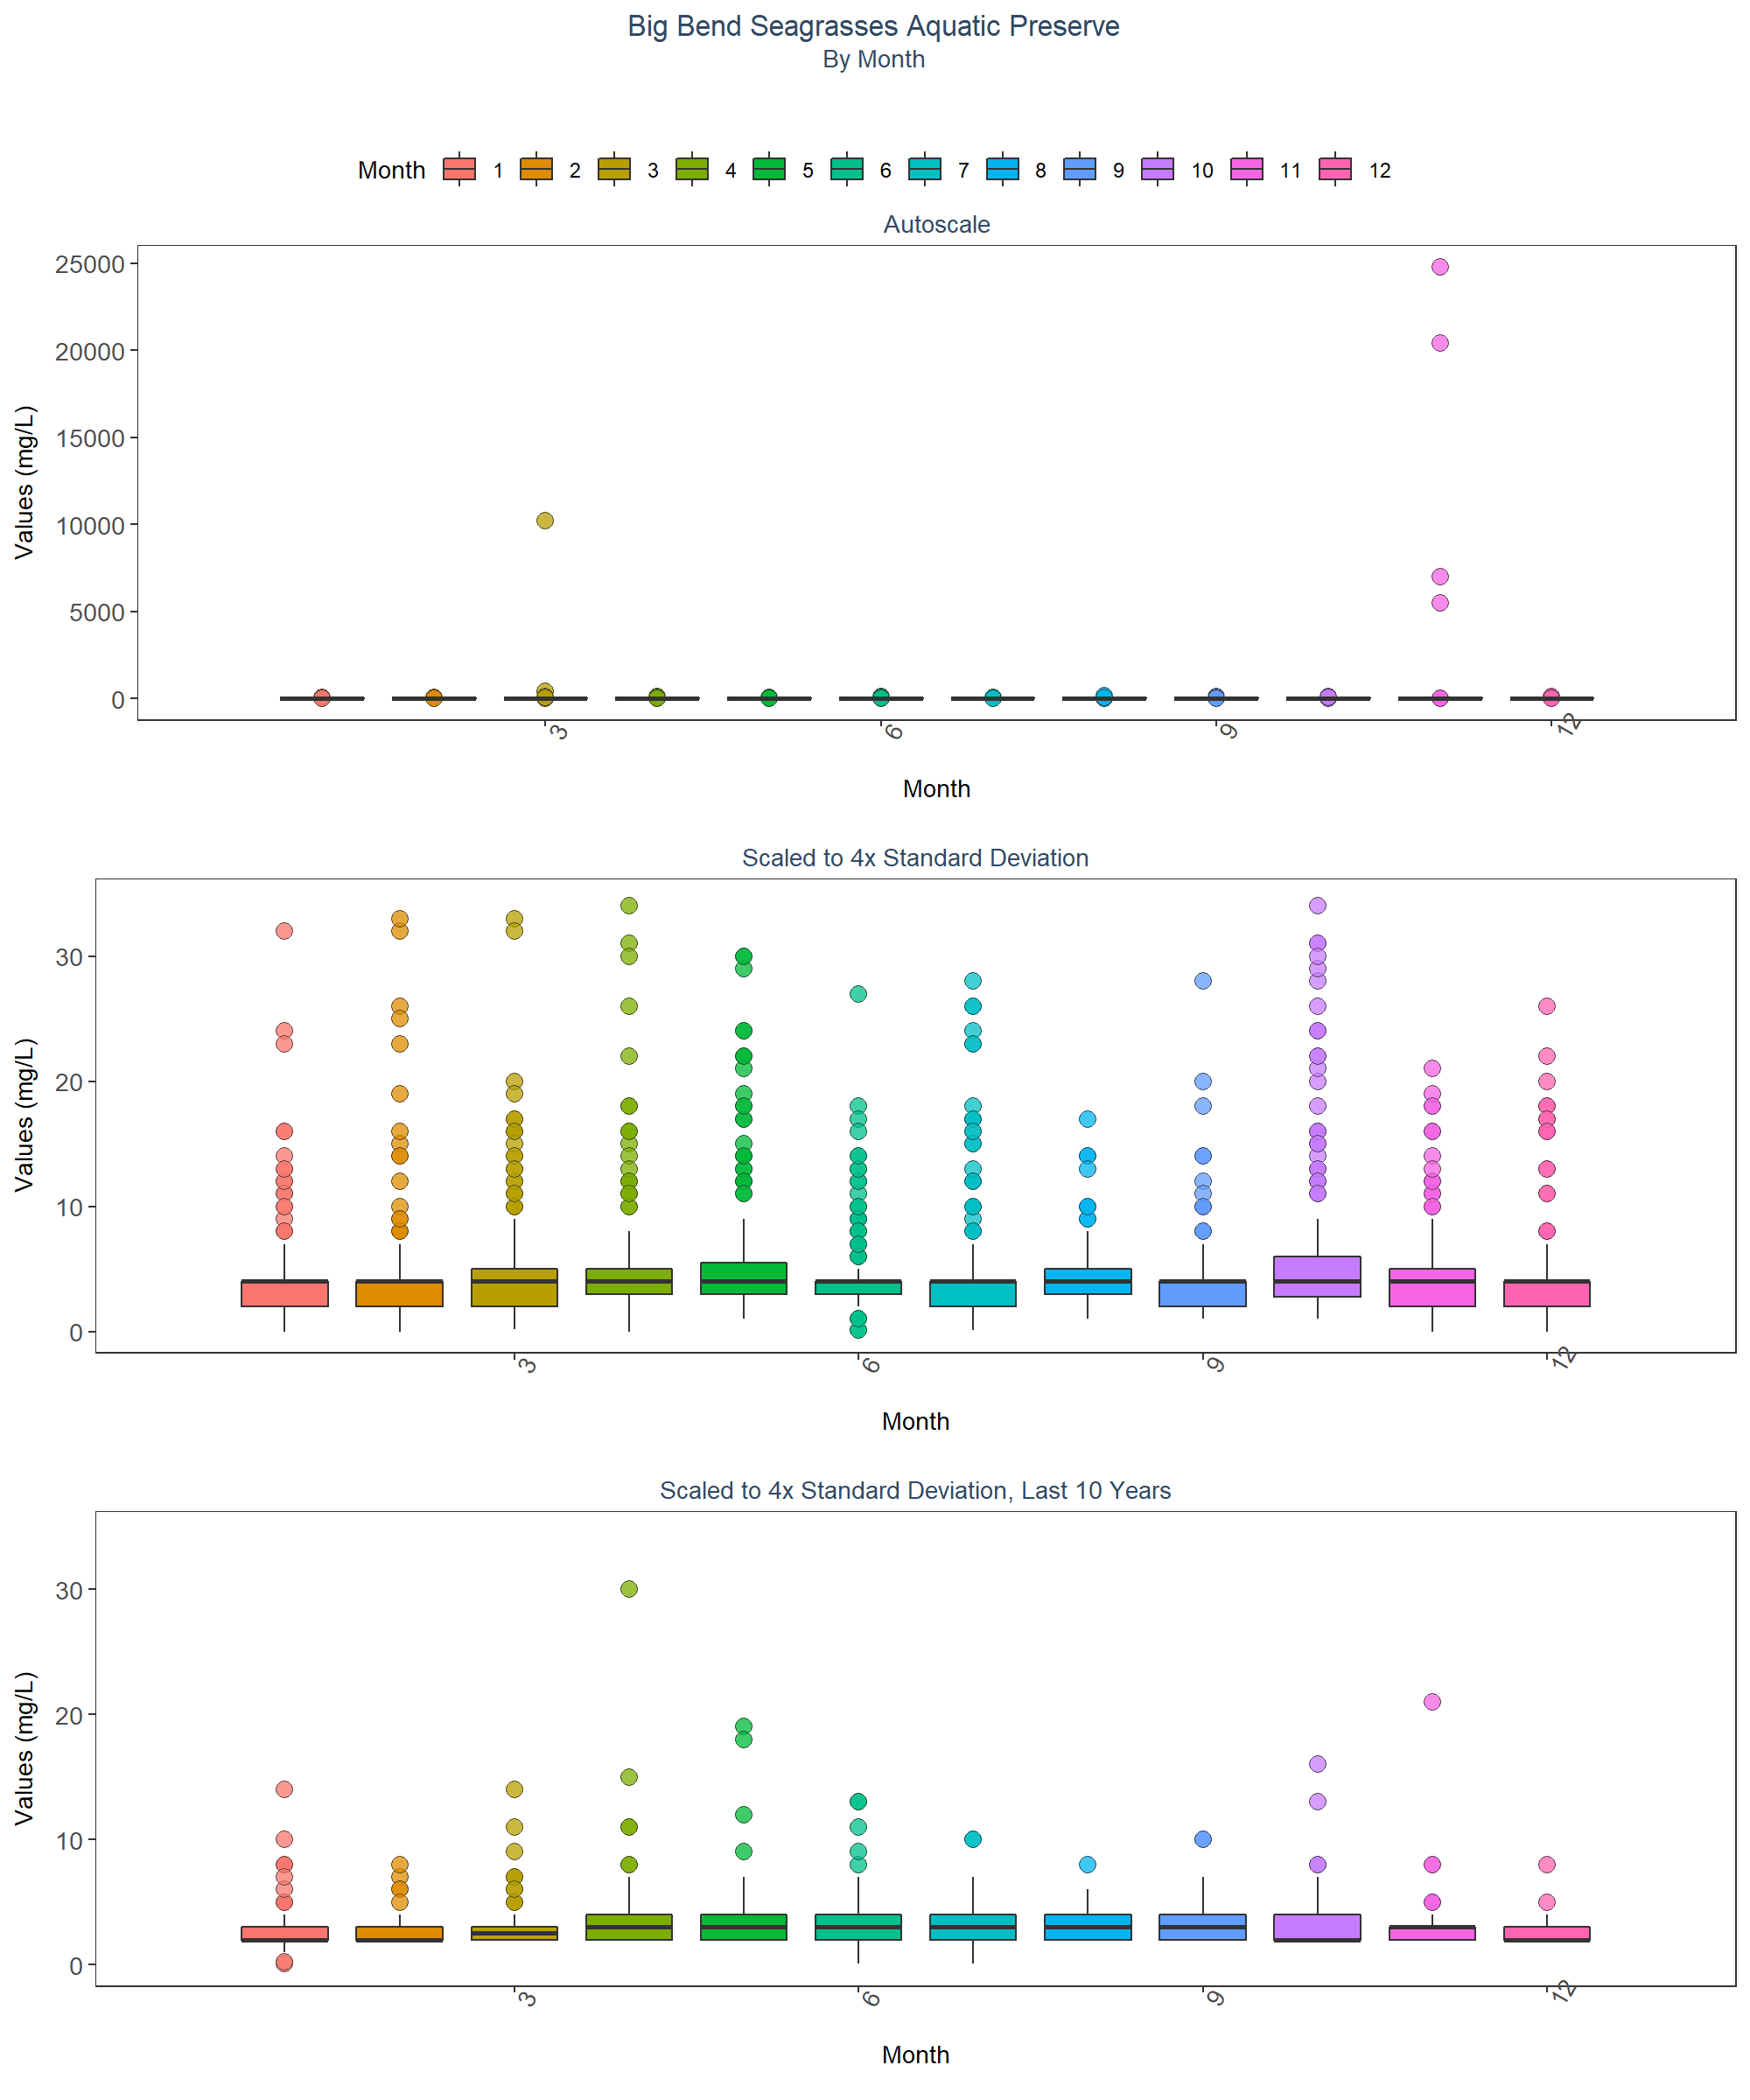 Big Bend Seagrasses Aquatic Preserve
By Month
Month 1 2 3 4 5 6 7 8 9 10 11 12
Autoscale
Values (mg/L)
25000
20000
15000
10000
5000
0
3 6 9 12
Month
Scaled to 4x Standard Deviation
Values (mg/L)
30
20
10
0
3 6 9 12
Month
Scaled to 4x Standard Deviation, Last 10 Years
Values (mg/L)
30
20
10
0
3 6 9 12
Month